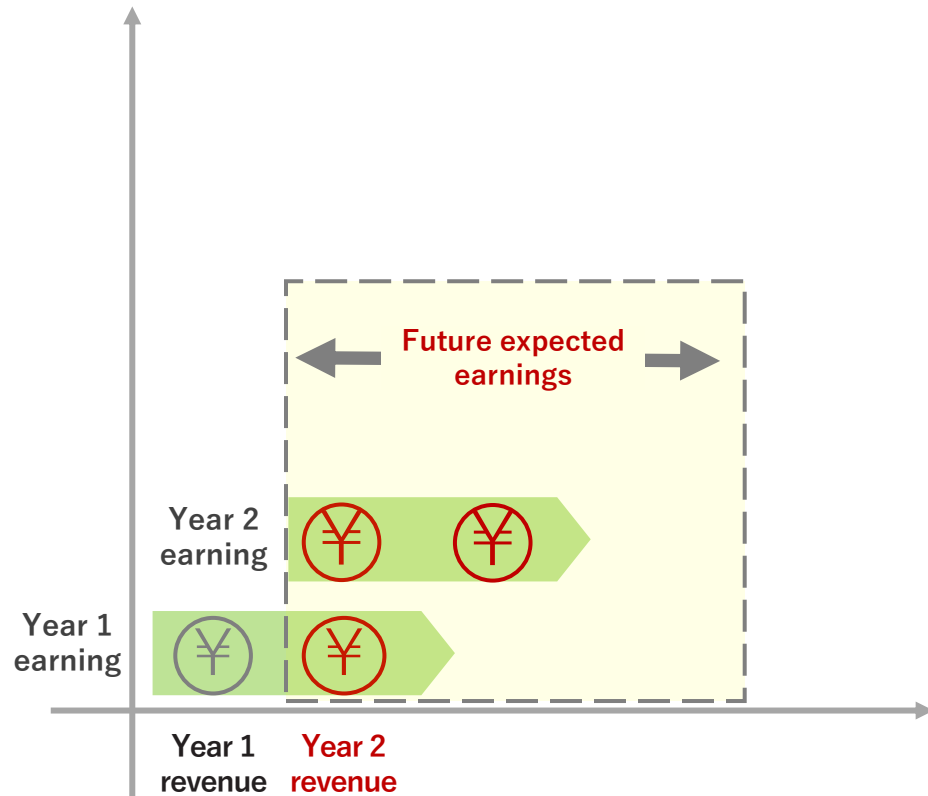 Future expected
earnings
Year 2
earning
¥
¥
Year 1
earning
¥
¥
Year 1
revenue
Year 2
revenue